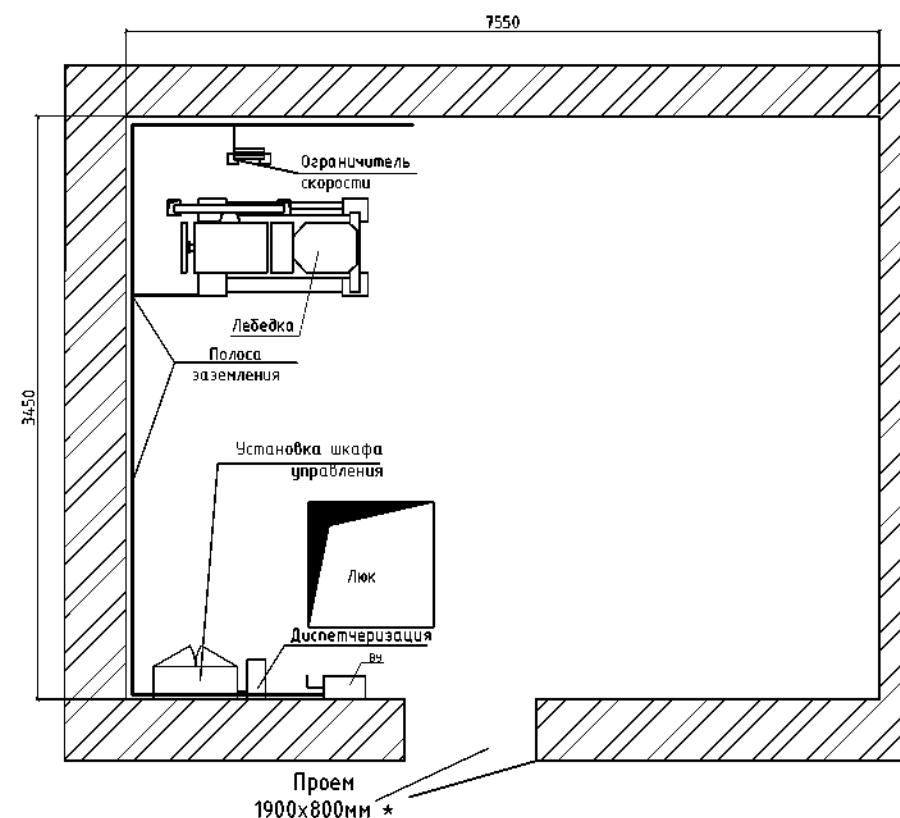 7550
Ограничитель
скорости
Лебедка
Полоса
заземления
3450
Установка шкафа
управления
Люк
Диспетчеризация
ВУ
Проем
1900х800мм *